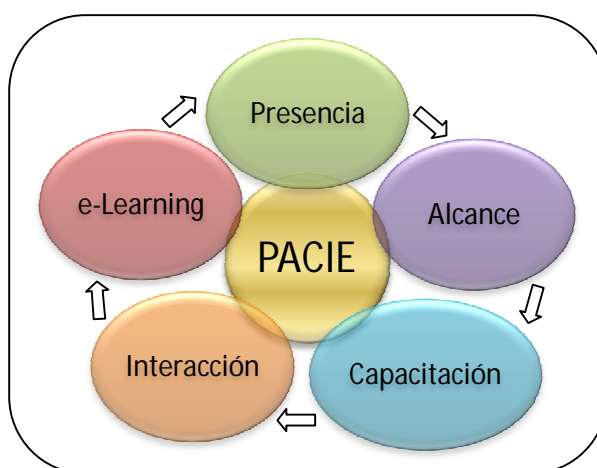 Presencia
e-Learning
Alcance
PACIE
Interacción
Capacitación